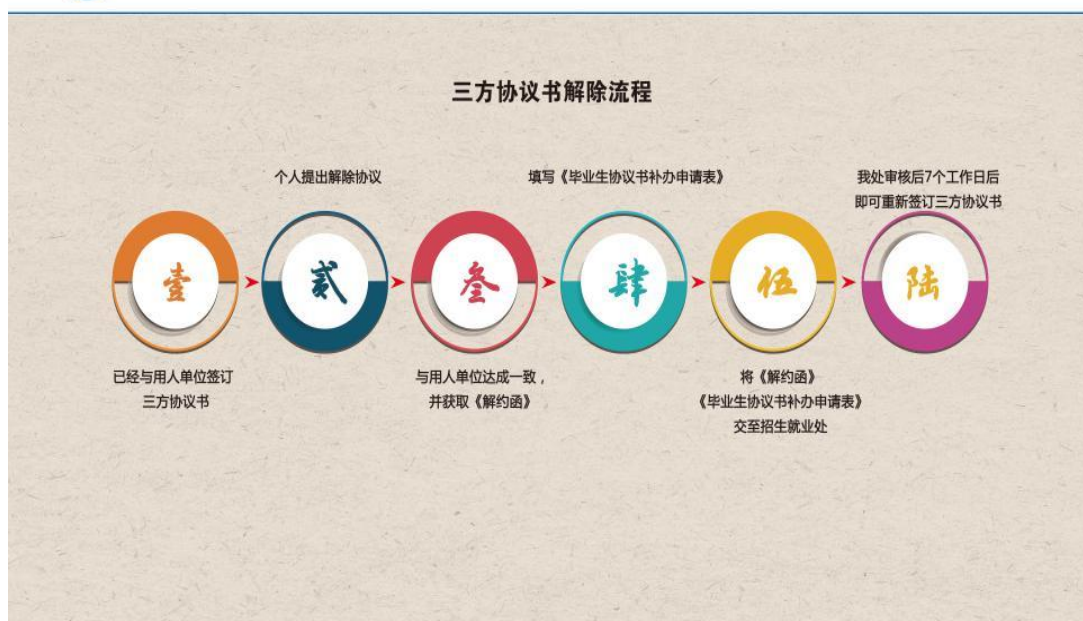 三方协议书解除流程
个人提出解除协议
填写《毕业生协议书补办申请表》
我处审核后7个工作日后
即可重新签订三方协议书
壹
贰
叁
肆
伍
陆
已经与用人单位签订
三方协议书
与用人单位达成一致，
并获取《解约函》
将《解约函》
《毕业生协议书补办申请表》
交至招生就业处